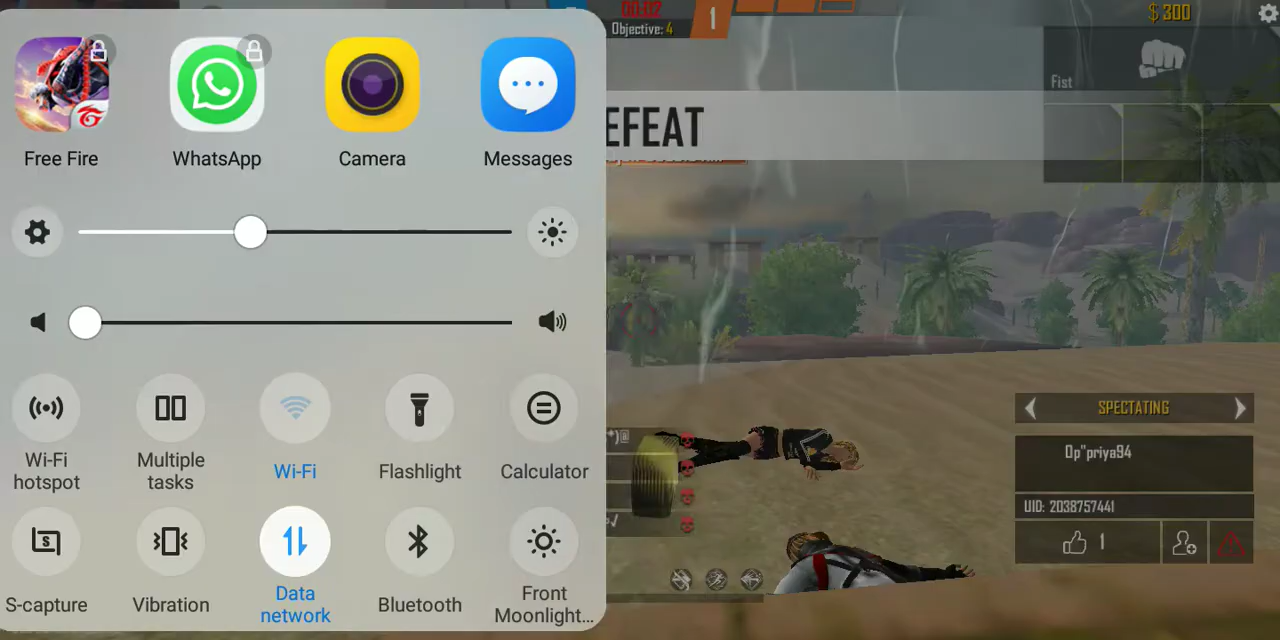 Free Fire
WhatsApp
Camera
Messages
Wi-Fi
hotspot
Multiple
tasks
Wi-Fi
Flashlight
Calculator
S-capture
Vibration
Data
network
Bluetooth
Front
Moonlight...
00:02
Objective: 4
1
$300
Fist
EFEAT
SPECTATING
Op"priya94
UID: 2038757441
1